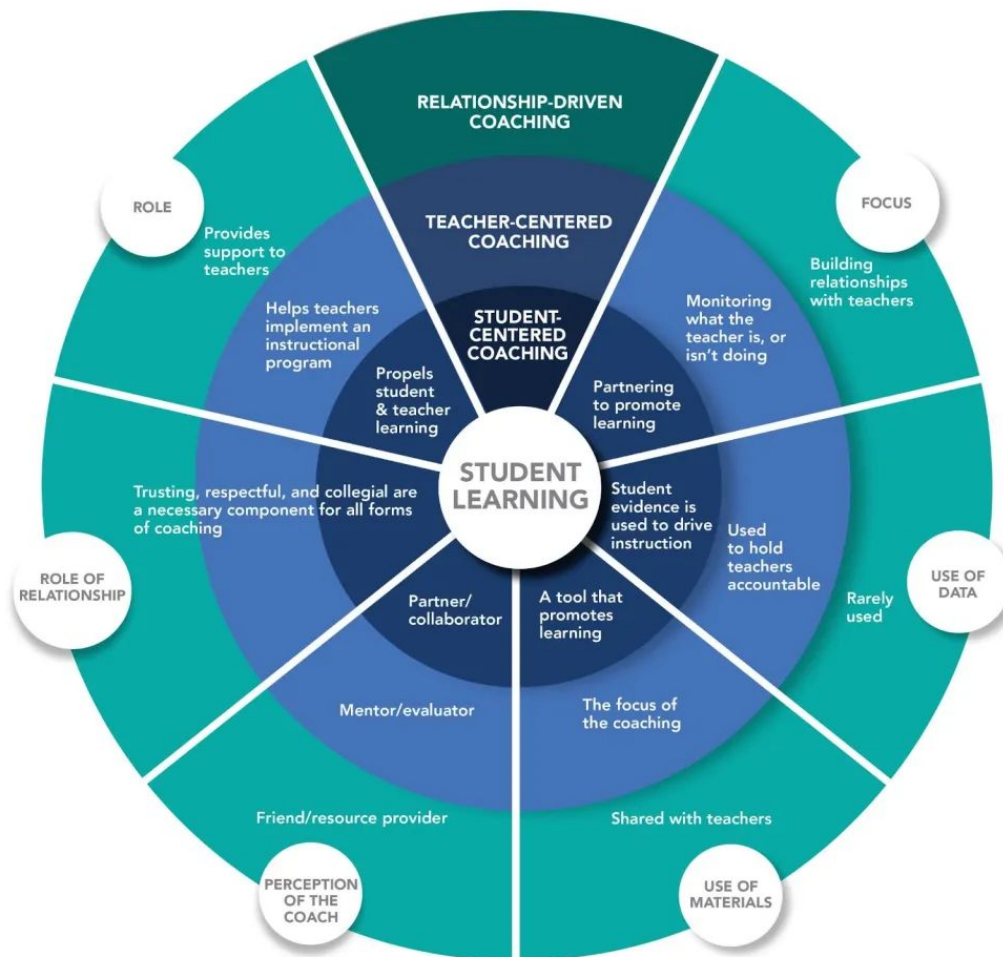 RELATIONSHIP-DRIVEN
COACHING
TEACHER-CENTERED
COACHING
STUDENT-
CENTERED
COACHING
STUDENT
LEARNING
ROLE
Provides
support to
teachers
Helps teachers
implement an
instructional
program
Propels
student
& teacher
learning
FOCUS
Building
relationships
with teachers
Monitoring
what the
teacher is, or
isn't doing
Partnering
to promote
learning
USE OF
DATA
Rarely
used
Used
to hold
teachers
accountable
Student
evidence is
used to drive
instruction
USE OF
MATERIALS
Shared with teachers
The focus of
the coaching
A tool that
promotes
learning
PERCEPTION
OF THE
COACH
Friend/resource provider
Mentor/evaluator
Partner/
collaborator
ROLE OF
RELATIONSHIP
Trusting, respectful, and collegial are
a necessary component for all forms
of coaching